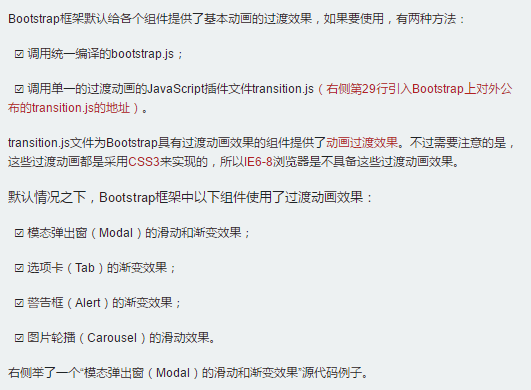 Bootstrap框架默认给各个组件提供了基本动画的过渡效果，如果要使用，有两种方法：
☑ 调用统一编译的bootstrap.js；
☑ 调用单一的过渡动画的JavaScript插件文件transition.js（右侧第29行引入Bootstrap上对外公
布的transition.js的地址）。
transition.js文件为Bootstrap具有过渡动画效果的组件提供了动画过渡效果。不过需要注意的是，
这些过渡动画都是采用CSS3来实现的，所以IE6-8浏览器是不具备这些过渡动画效果。
默认情况之下，Bootstrap框架中以下组件使用了过渡动画效果：
☑ 模态弹出窗（Modal）的滑动和渐变效果；
☑ 选项卡（Tab）的渐变效果；
☑ 警告框（Alert）的渐变效果；
☑ 图片轮播（Carousel）的滑动效果。
右侧举了一个“模态弹出窗（Modal）的滑动和渐变效果”源代码例子。